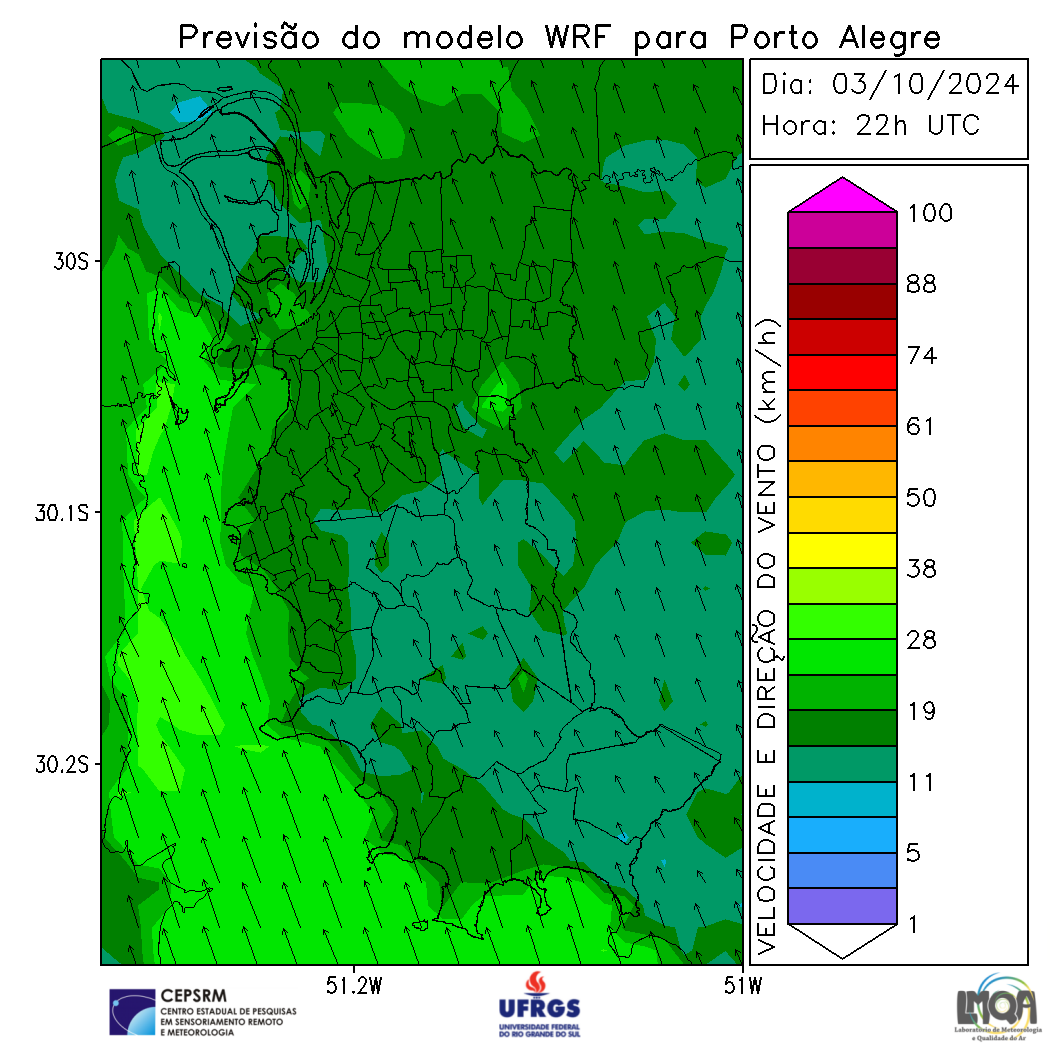 Previsão do modelo WRF para Porto Alegre
Dia: 03/10/2024
Hora: 22h UTC
30S
30.1S
30.2S
51.2W
51W
VELOCIDADE E DIREÇÃO DO VENTO (km/h)
100
88
74
61
50
38
28
19
11
5
1
CEPSRM
CENTRO ESTADUAL DE PESQUISAS
EM SENSORIAMENTO REMOTO
E METEOROLOGIA
UFRGS
UNIVERSIDADE FEDERAL
DO RIO GRANDE DO SUL
LMQA
Laboratório de Meteorologia
e Qualidade do Ar